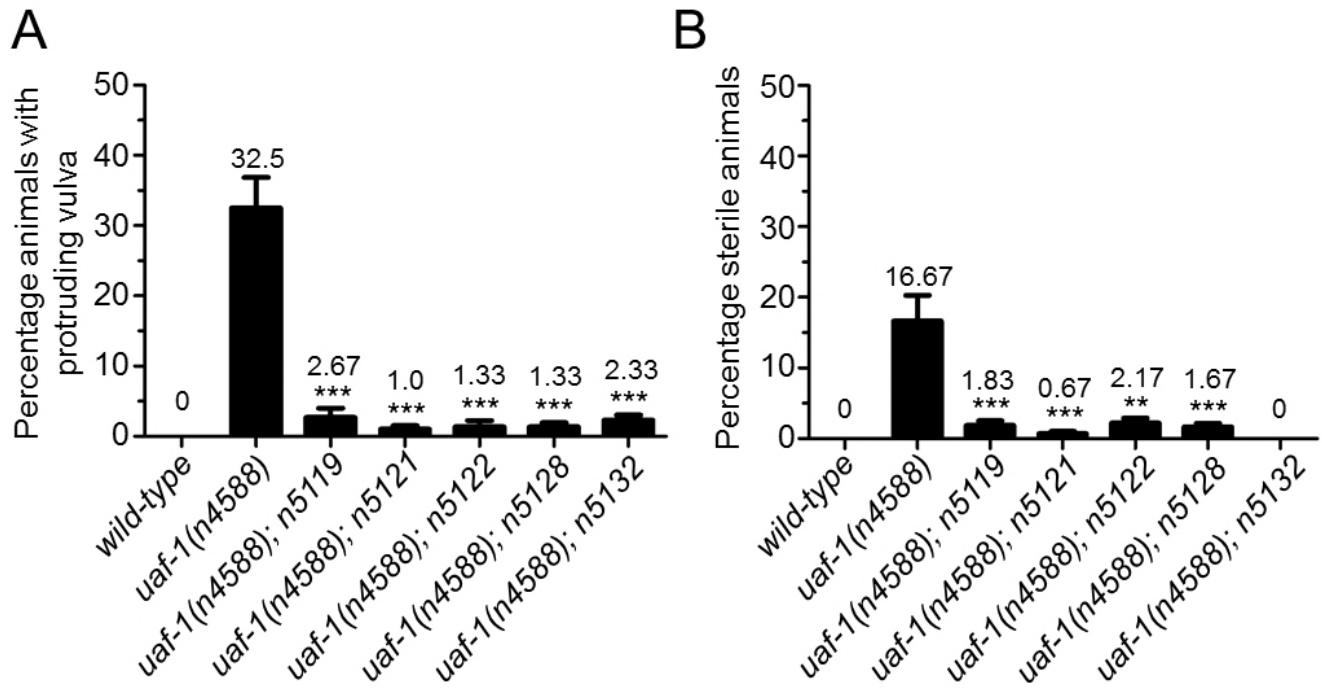 A
Percentage animals with
protruding vulva
50
40
30
20
10
0
0
32.5
2.67
***
1.0
***
1.33
***
1.33
***
2.33
***
wild-type
uaf-1(n4588)
uaf-1(n4588); n5119
uaf-1(n4588); n5121
uaf-1(n4588); n5122
uaf-1(n4588); n5128
uaf-1(n4588); n5132
B
Percentage sterile animals
50
40
30
20
10
0
0
16.67
1.83
***
0.67
***
2.17
**
1.67
***
0
wild-type
uaf-1(n4588)
uaf-1(n4588); n5119
uaf-1(n4588); n5121
uaf-1(n4588); n5122
uaf-1(n4588); n5128
uaf-1(n4588); n5132